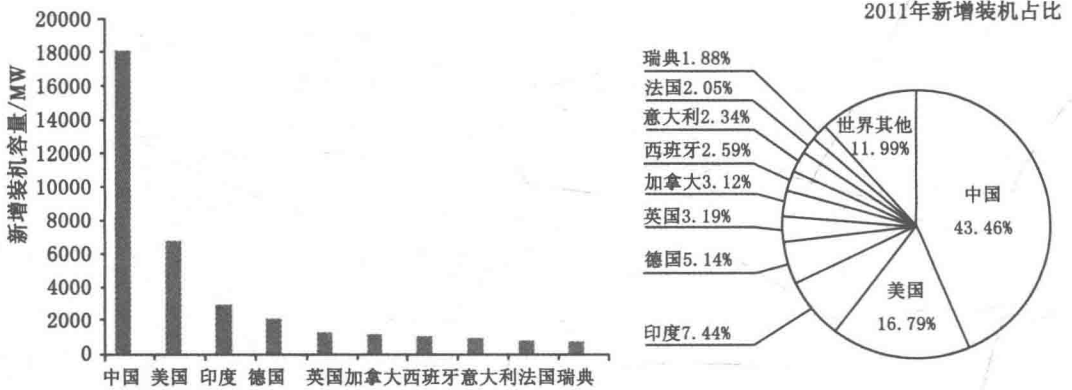 新增装机容量/MW
20000
18000
16000
14000
12000
10000
8000
6000
4000
2000
0
中国 美国 印度 德国 英国 加拿大 西班牙 意大利 法国 瑞典
2011年新增装机占比
瑞典1.88%
法国2.05%
意大利2.34%
西班牙2.59%
加拿大3.12%
英国3.19%
德国5.14%
印度7.44%
世界其他
11.99%
中国
43.46%
美国
16.79%